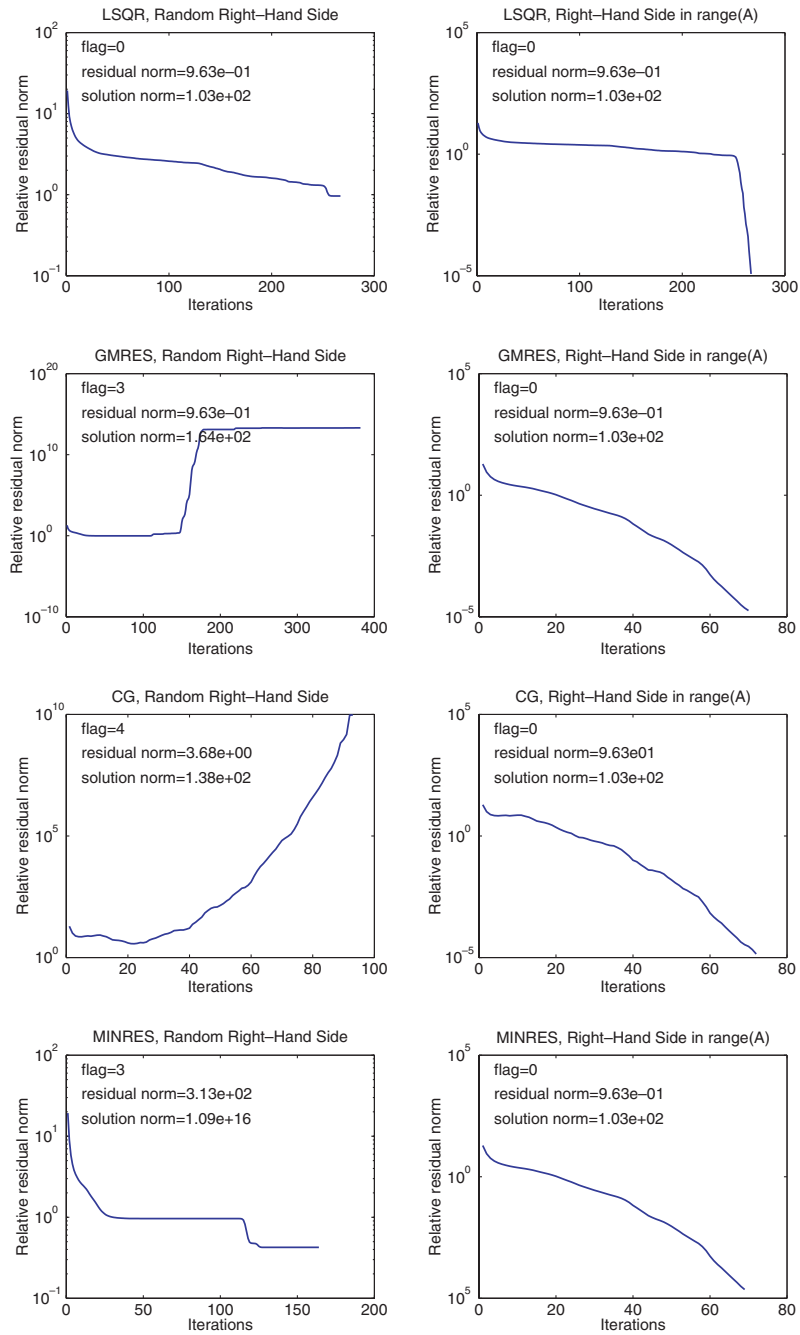 LSQR, Random Right–Hand Side
flag=0
residual norm=9.63e–01
solution norm=1.03e+02
Relative residual norm
10^2
10^1
10^0
10^–1
0 100 200 300
Iterations
LSQR, Right–Hand Side in range(A)
flag=0
residual norm=9.63e–01
solution norm=1.03e+02
Relative residual norm
10^5
10^0
10^–5
0 100 200 300
Iterations
GMRES, Random Right–Hand Side
flag=3
residual norm=9.63e–01
solution norm=1.64e+02
Relative residual norm
10^20
10^10
10^0
10^–10
0 100 200 300 400
Iterations
GMRES, Right–Hand Side in range(A)
flag=0
residual norm=9.63e–01
solution norm=1.03e+02
Relative residual norm
10^5
10^0
10^–5
0 20 40 60 80
Iterations
CG, Random Right–Hand Side
flag=4
residual norm=3.68e+00
solution norm=1.38e+02
Relative residual norm
10^10
10^5
10^0
0 20 40 60 80 100
Iterations
CG, Right–Hand Side in range(A)
flag=0
residual norm=9.63e01
solution norm=1.03e+02
Relative residual norm
10^5
10^0
10^–5
0 20 40 60 80
Iterations
MINRES, Random Right–Hand Side
flag=3
residual norm=3.13e+02
solution norm=1.09e+16
Relative residual norm
10^2
10^1
10^0
10^–1
0 50 100 150 200
Iterations
MINRES, Right–Hand Side in range(A)
flag=0
residual norm=9.63e–01
solution norm=1.03e+02
Relative residual norm
10^5
10^0
10^5
0 20 40 60 80
Iterations